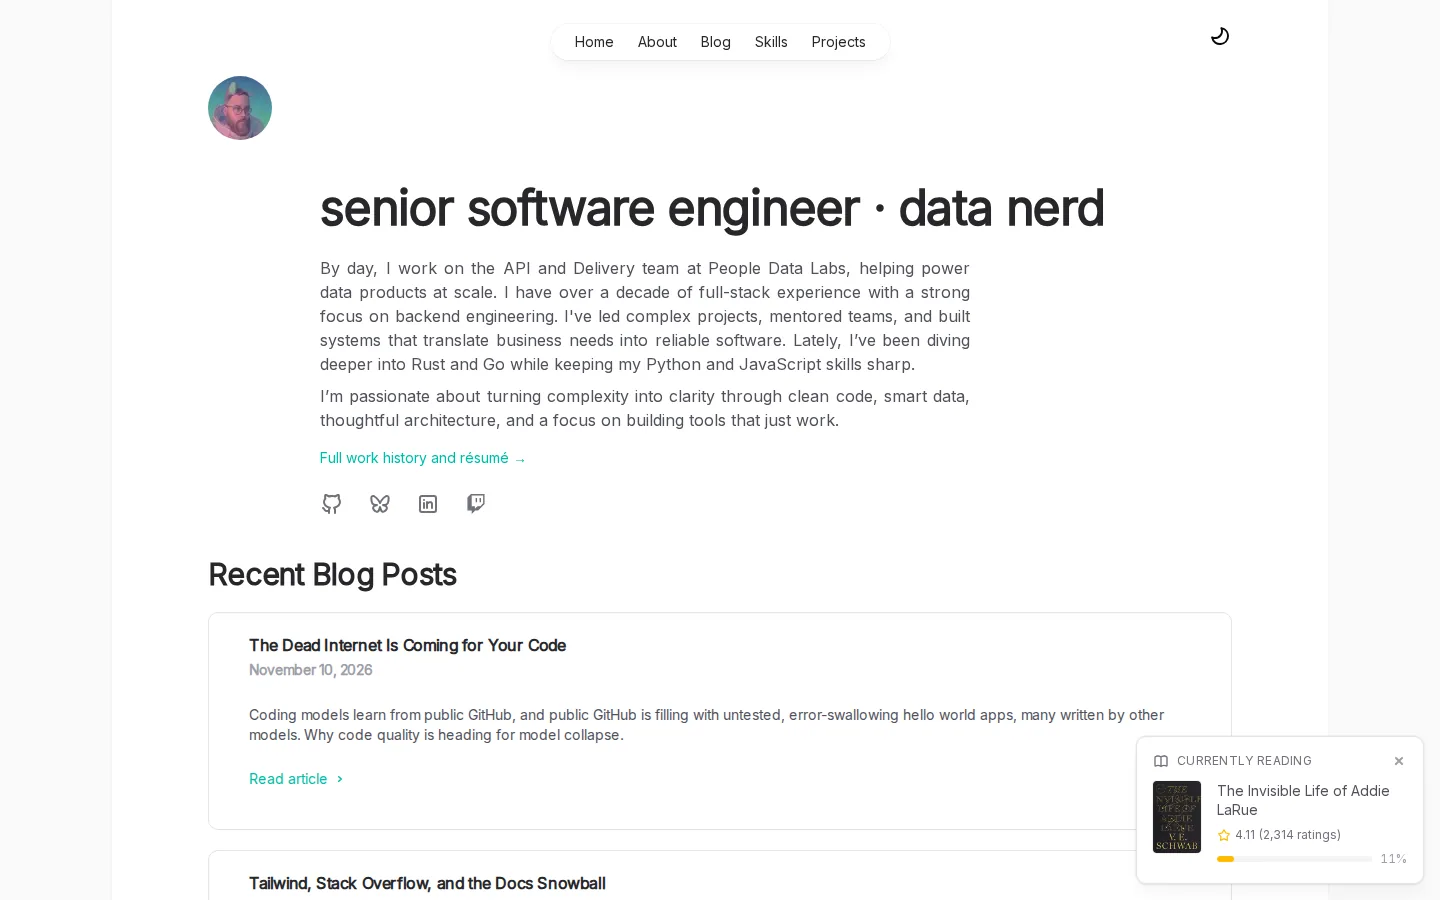 Home About Blog Skills Projects
senior software engineer · data nerd
By day, I work on the API and Delivery team at People Data Labs, helping power
data products at scale. I have over a decade of full-stack experience with a strong
focus on backend engineering. I've led complex projects, mentored teams, and built
systems that translate business needs into reliable software. Lately, I’ve been diving
deeper into Rust and Go while keeping my Python and JavaScript skills sharp.
I’m passionate about turning complexity into clarity through clean code, smart data,
thoughtful architecture, and a focus on building tools that just work.
Full work history and résumé →
Recent Blog Posts
The Dead Internet Is Coming for Your Code
November 10, 2026
Coding models learn from public GitHub, and public GitHub is filling with untested, error-swallowing hello world apps, many written by other
models. Why code quality is heading for model collapse.
Read article ›
Tailwind, Stack Overflow, and the Docs Snowball
CURRENTLY READING
THE
INVISIBLE
LIFE OF
ADDIE
LARUE
V. E.
SCHWAB
The Invisible Life of Addie
LaRue
4.11 (2,314 ratings)
11%